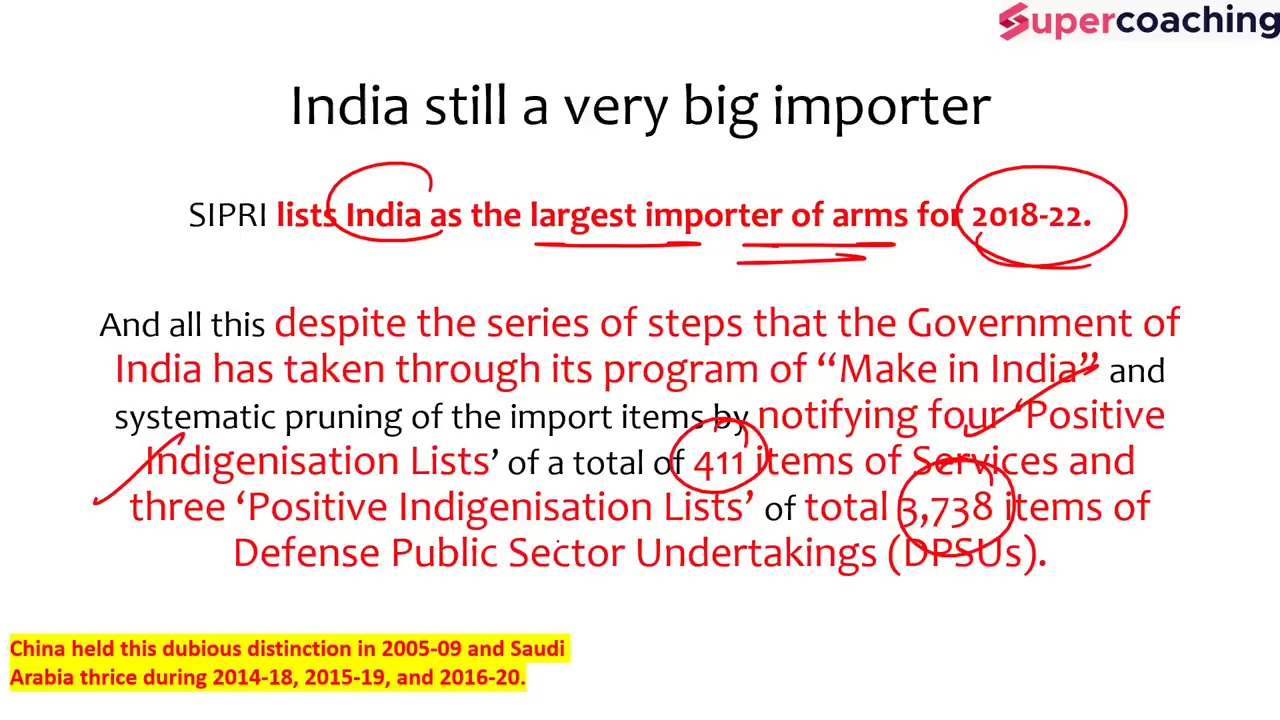 Supercoaching
India still a very big importer
SIPRI lists India as the largest importer of arms for 2018-22.
And all this despite the series of steps that the Government of
India has taken through its program of “Make in India” and
systematic pruning of the import items by notifying four ‘Positive
Indigenisation Lists’ of a total of 411 items of Services and
three ‘Positive Indigenisation Lists’ of total 3,738 items of
Defense Public Sector Undertakings (DPSUs).
China held this dubious distinction in 2005-09 and Saudi
Arabia thrice during 2014-18, 2015-19, and 2016-20.